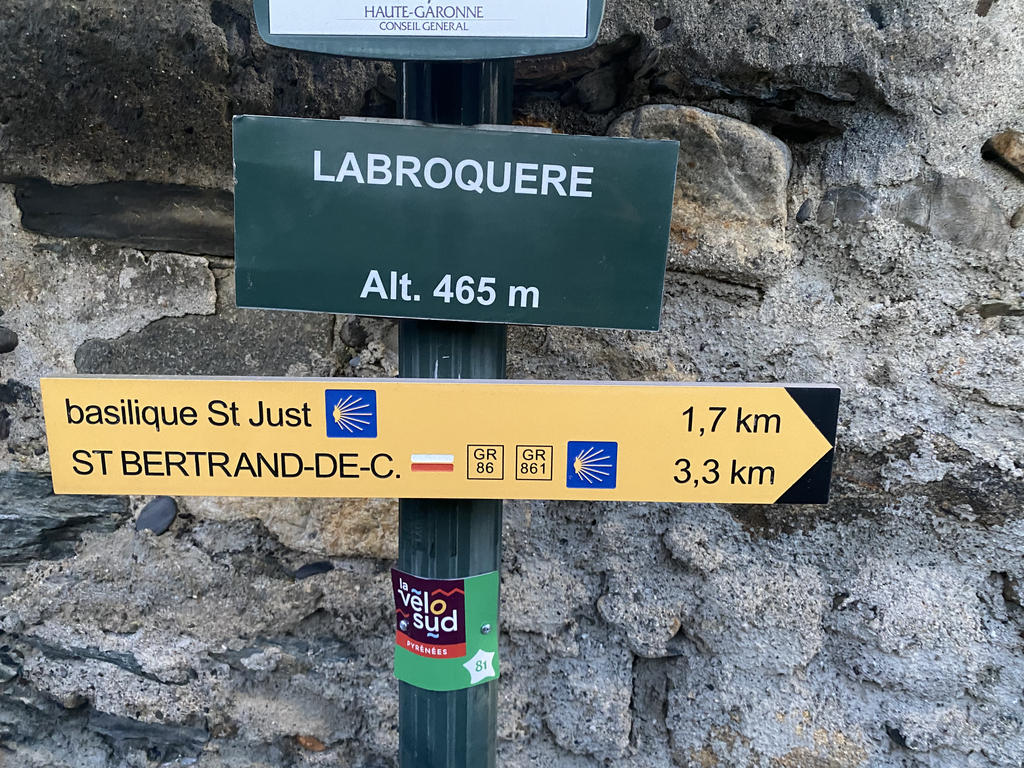 HAUTE-GARONNE
CONSEIL GENERAL
LABROQUERE
Alt. 465 m
basilique St Just 1,7 km
ST BERTRAND-DE-C. GR 86 GR 861 3,3 km
la
vélo
sud
PYRÉNÉES
81